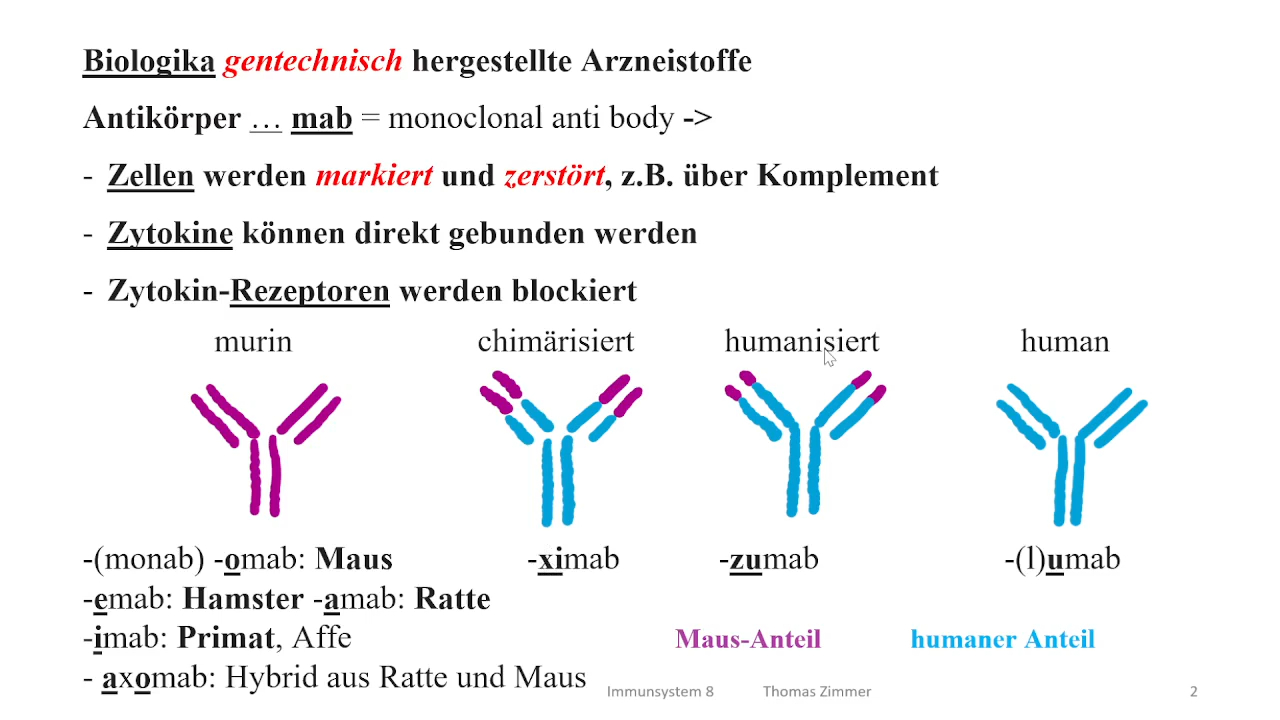 Biologika gentechnisch hergestellte Arzneistoffe
Antikörper … mab = monoclonal anti body ->
- Zellen werden markiert und zerstört, z.B. über Komplement
- Zytokine können direkt gebunden werden
- Zytokin-Rezeptoren werden blockiert
murin chimärisiert humanisiert human
-(monab) -omab: Maus -ximab -zumab -(l)umab
-emab: Hamster -amab: Ratte
-imab: Primat, Affe Maus-Anteil humaner Anteil
- axomab: Hybrid aus Ratte und Maus
Immunsystem 8 Thomas Zimmer 2